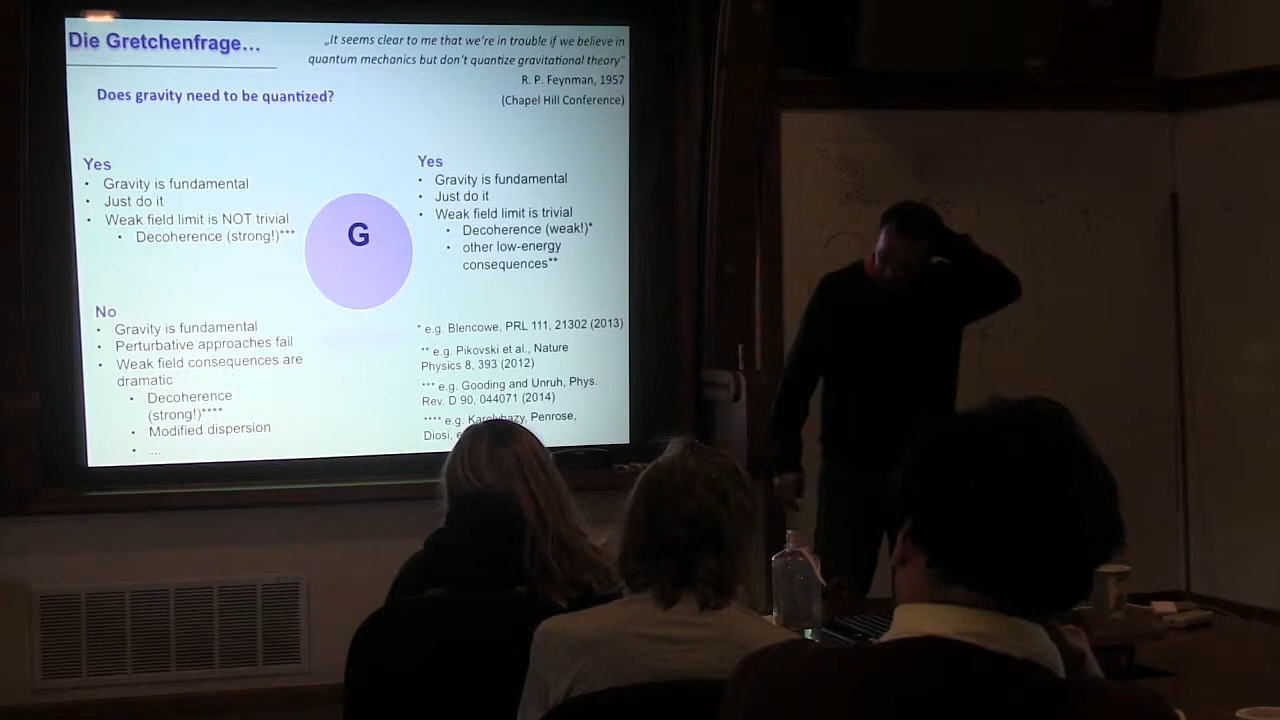 Die Gretchenfrage…
„It seems clear to me that we're in trouble if we believe in
quantum mechanics but don't quantize gravitational theory"
R. P. Feynman, 1957
(Chapel Hill Conference)
Does gravity need to be quantized?
Yes
• Gravity is fundamental
• Just do it
• Weak field limit is NOT trivial
• Decoherence (strong!)***
G
Yes
• Gravity is fundamental
• Just do it
• Weak field limit is trivial
• Decoherence (weak!)*
• other low-energy
consequences**
No
• Gravity is fundamental
• Perturbative approaches fail
• Weak field consequences are
dramatic
• Decoherence
(strong!)****
• Modified dispersion
• ...
* e.g. Blencowe, PRL 111, 21302 (2013)
** e.g. Pikovski et al., Nature
Physics 8, 393 (2012)
*** e.g. Gooding and Unruh, Phys.
Rev. D 90, 044071 (2014)
**** e.g. Karolyhazy, Penrose,
Diosi,